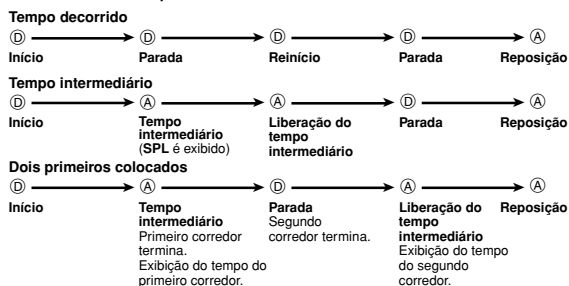 Tempo decorrido
Ⓓ Ⓓ Ⓓ Ⓓ Ⓐ
Início Parada Reinício Parada Reposição
Tempo intermediário
Ⓓ Ⓐ Ⓐ Ⓓ Ⓐ
Início Tempo intermediário (SPL é exibido) Liberação do tempo intermediário Parada Reposição
Dois primeiros colocados
Ⓓ Ⓐ Ⓓ Ⓐ Ⓐ
Início
Tempo
intermediário
Primeiro corredor
termina.
Exibição do tempo do
primeiro corredor.
Parada
Segundo
corredor termina.
Liberação do
tempo
intermediário
Exibição do tempo
do segundo
corredor.
Reposição